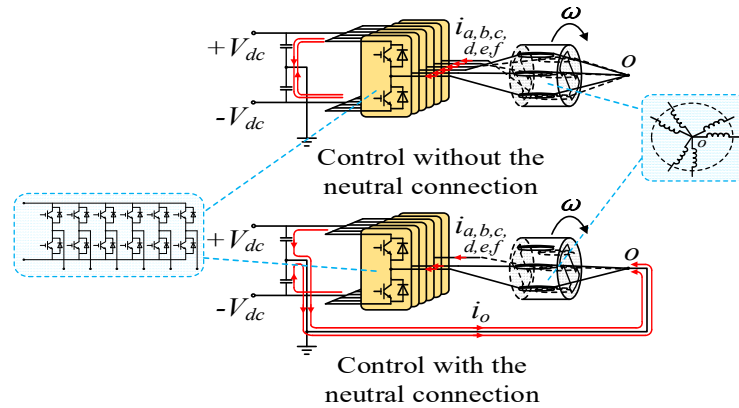 +V_dc
-V_dc
i_a,b,c,
d,e,f
ω
o
Control without the
neutral connection
o
+V_dc
-V_dc
i_a,b,c,
d,e,f
ω
o
i_o
Control with the
neutral connection